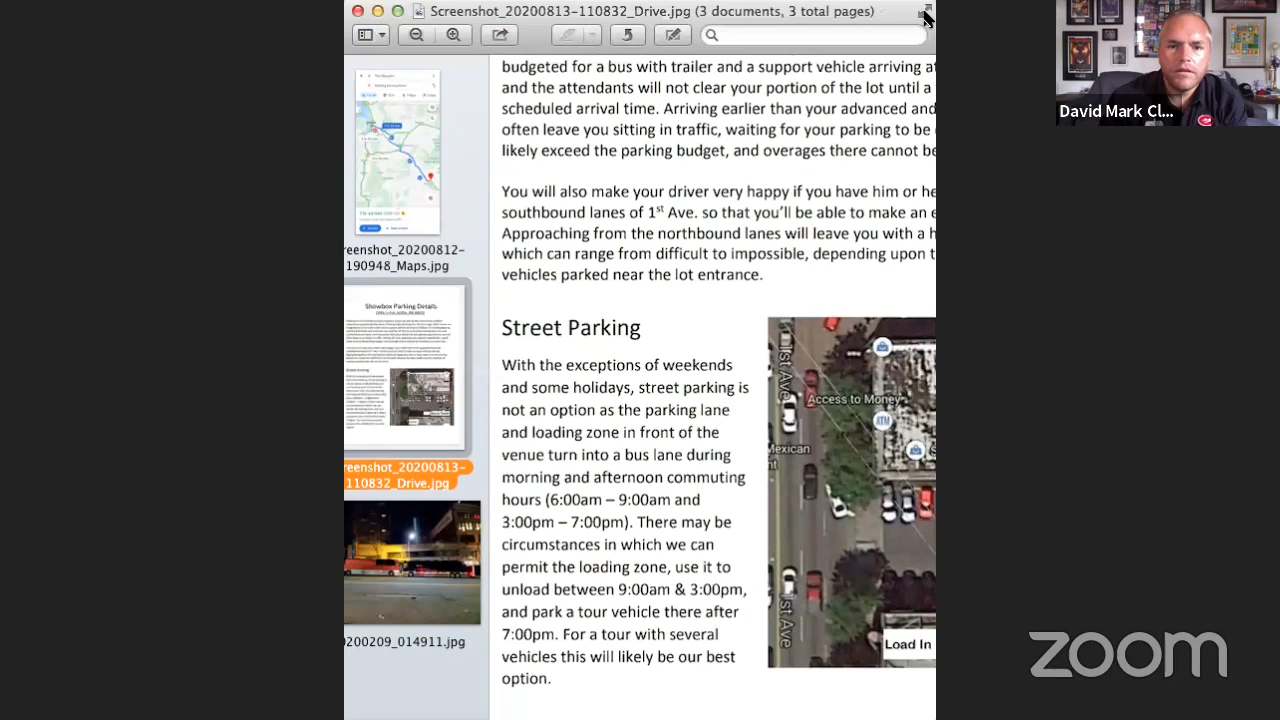 Screenshot_20200813-110832_Drive.jpg (3 documents, 3 total pages)
David Mark Cl...
reenshot_20200812-
190948_Maps.jpg
Showbox Parking Details
reenshot_20200813-
110832_Drive.jpg
0200209_014911.jpg
budgeted for a bus with trailer and a support vehicle arriving a
and the attendants will not clear your portion of the lot until a
scheduled arrival time. Arriving earlier than your advanced and
often leave you sitting in traffic, waiting for your parking to be
likely exceed the parking budget, and overages there cannot be
You will also make your driver very happy if you have him or he
southbound lanes of 1st Ave. so that you'll be able to make an e
Approaching from the northbound lanes will leave you with a h
which can range from difficult to impossible, depending upon t
vehicles parked near the lot entrance.
Street Parking
With the exception of weekends
and some holidays, street parking is
not an option as the parking lane
and loading zone in front of the
venue turn into a bus lane during
morning and afternoon commuting
hours (6:00am – 9:00am and
3:00pm – 7:00pm). There may be
circumstances in which we can
permit the loading zone, use it to
unload between 9:00am & 3:00pm,
and park a tour vehicle there after
7:00pm. For a tour with several
vehicles this will likely be our best
option.
Access to Money
ATM
Mexican
nt
1st Ave
Load In
zoom